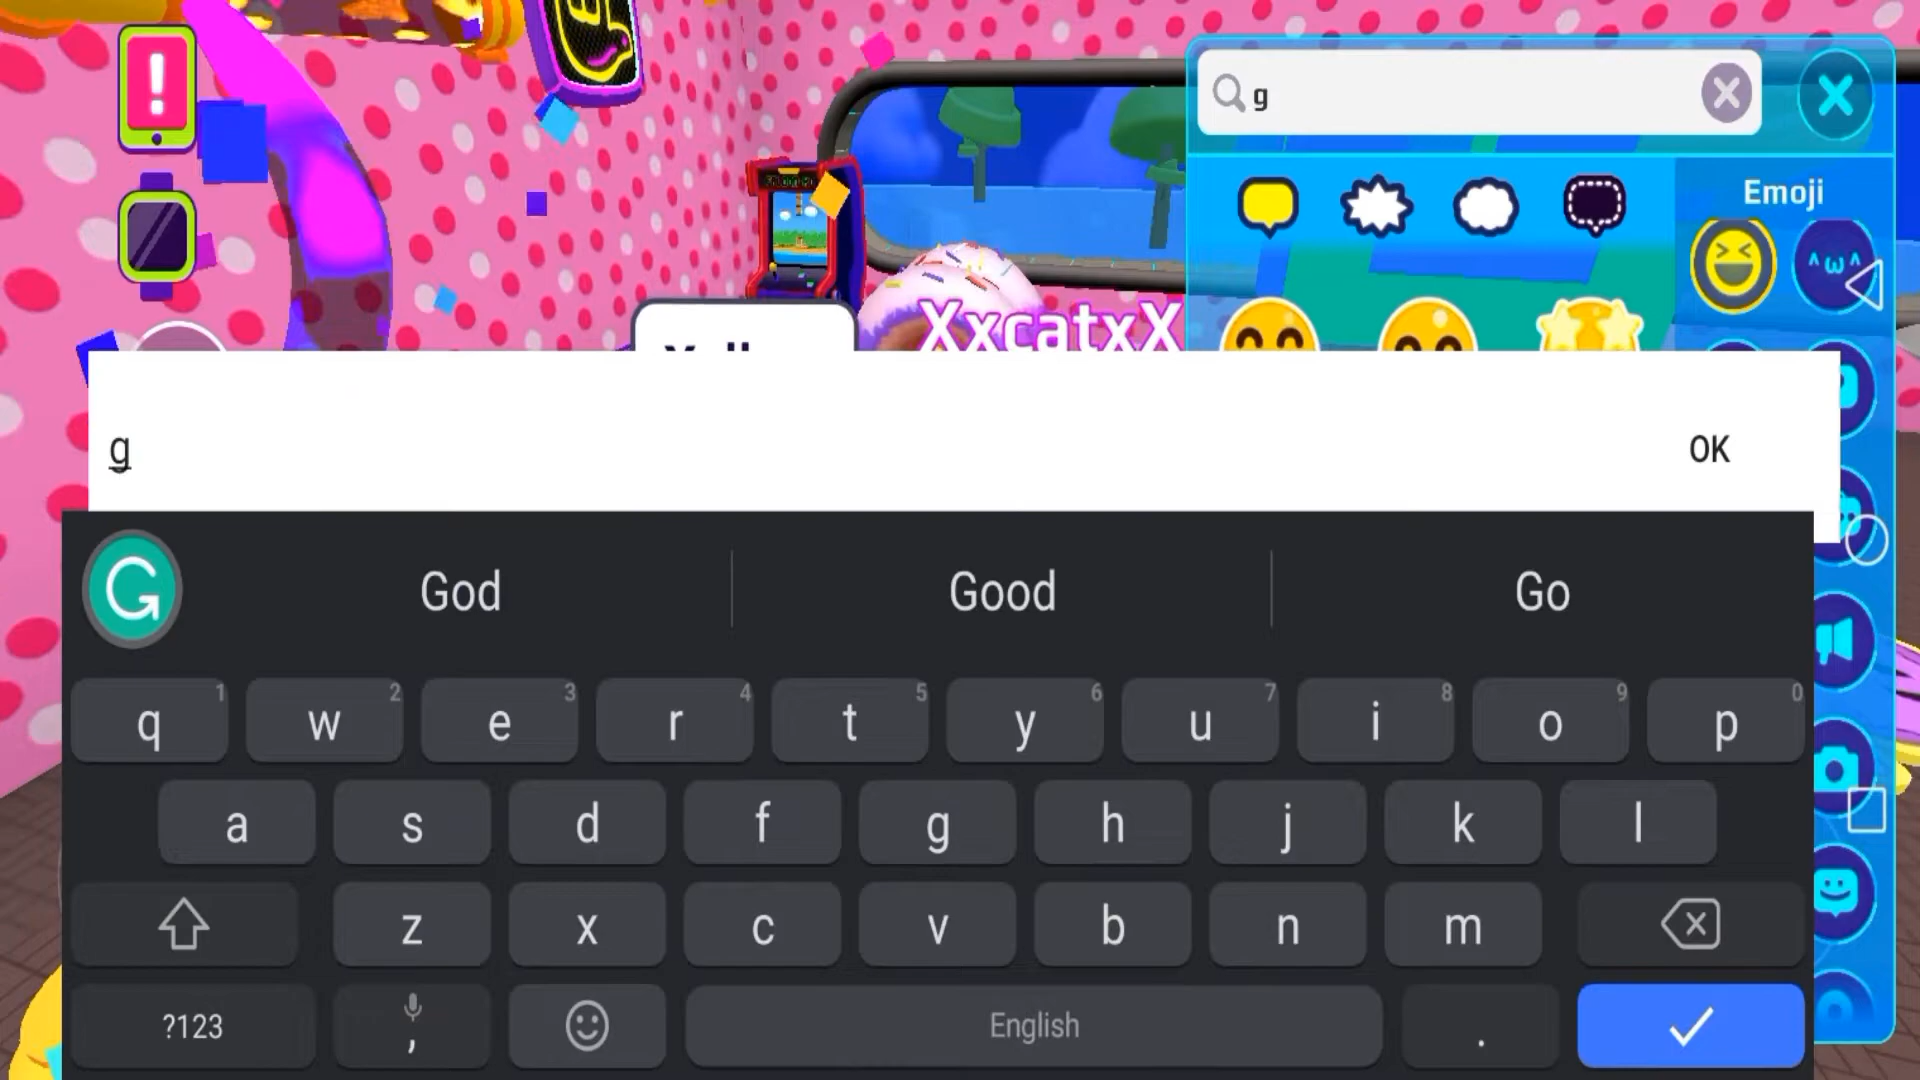 g
Emoji
^ω^
XxcatxX
g
OK
God
Good
Go
q 1 w 2 e 3 r 4 t 5 y 6 u 7 i 8 o 9 p 0
a s d f g h j k l
z x c v b n m
?123 , English .